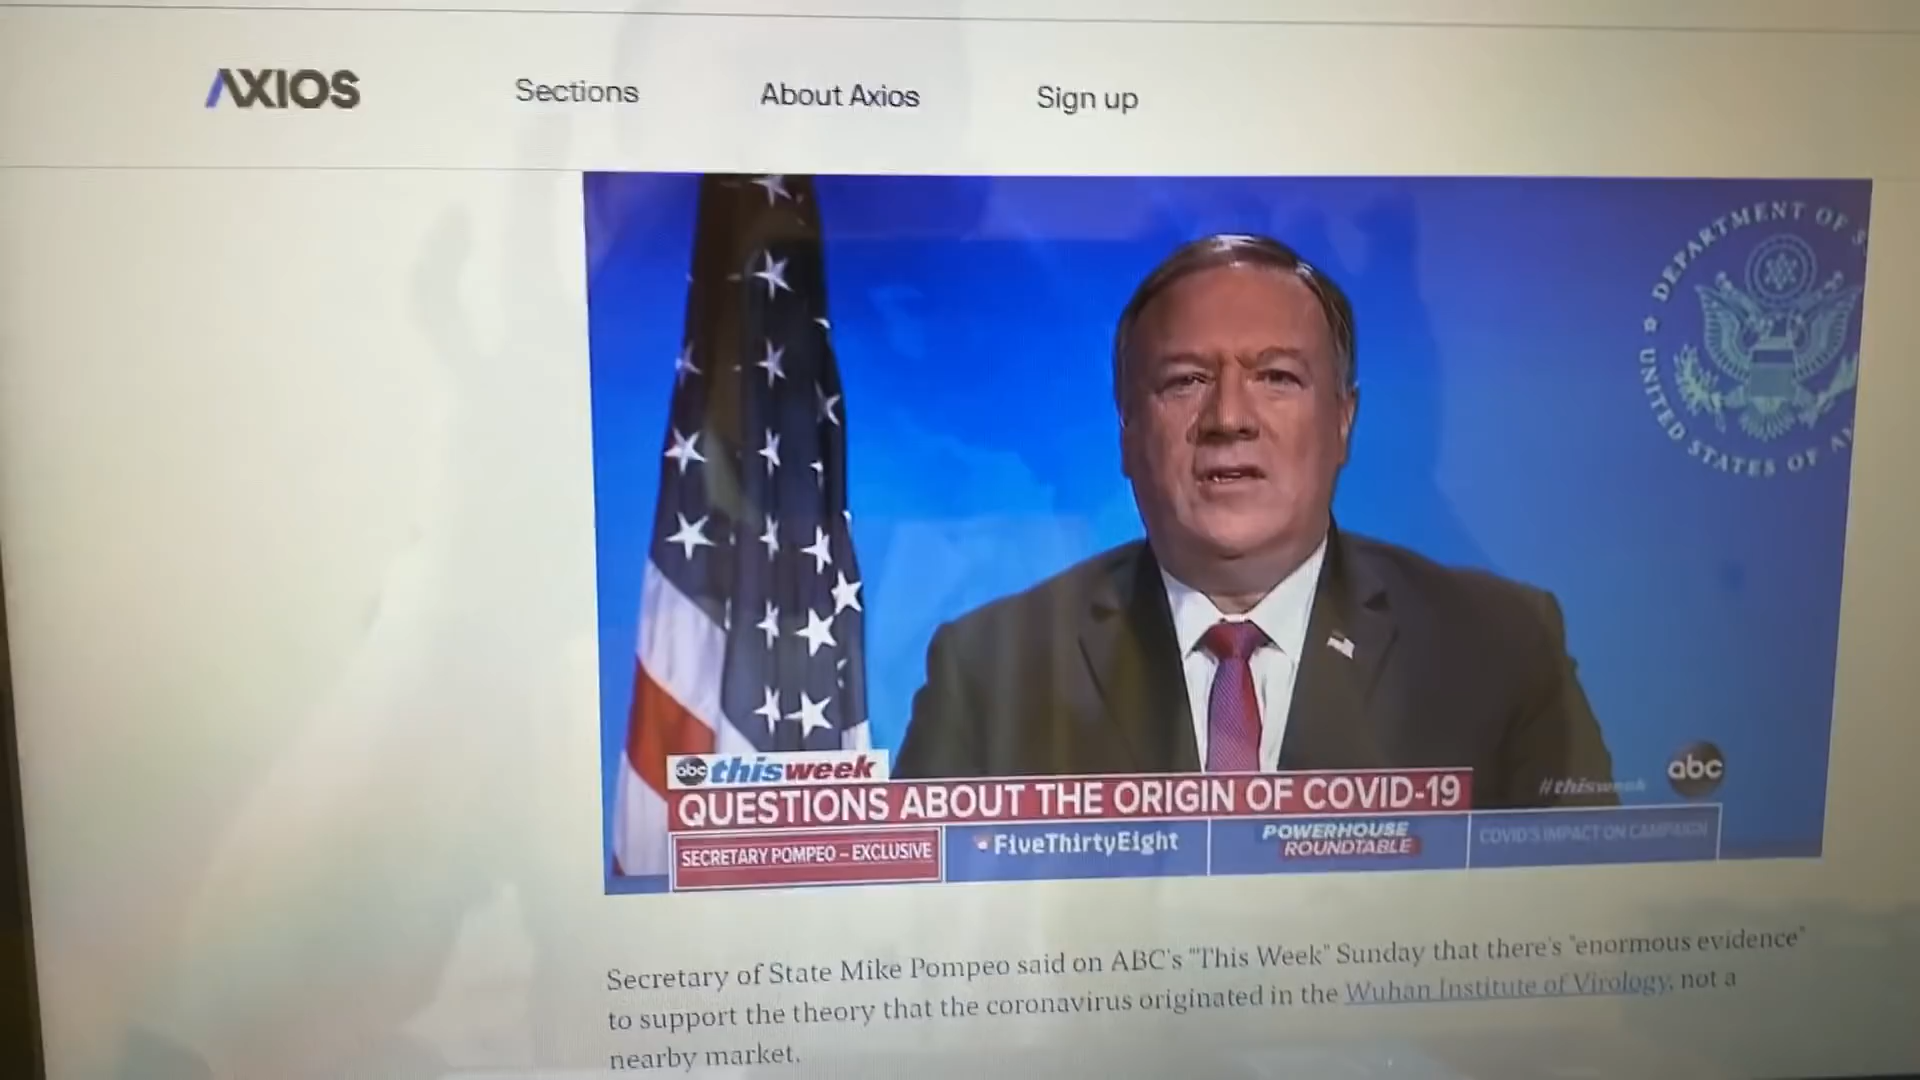 AXIOS
Sections
About Axios
Sign up
DEPARTMENT OF S
UNITED STATES OF A
abc thisweek
QUESTIONS ABOUT THE ORIGIN OF COVID-19
#thisweek
abc
SECRETARY POMPEO – EXCLUSIVE
FiveThirtyEight
POWERHOUSE
ROUNDTABLE
COVID'S IMPACT ON CAMPAIGN
Secretary of State Mike Pompeo said on ABC's "This Week" Sunday that there's "enormous evidence"
to support the theory that the coronavirus originated in the Wuhan Institute of Virology, not a
nearby market.